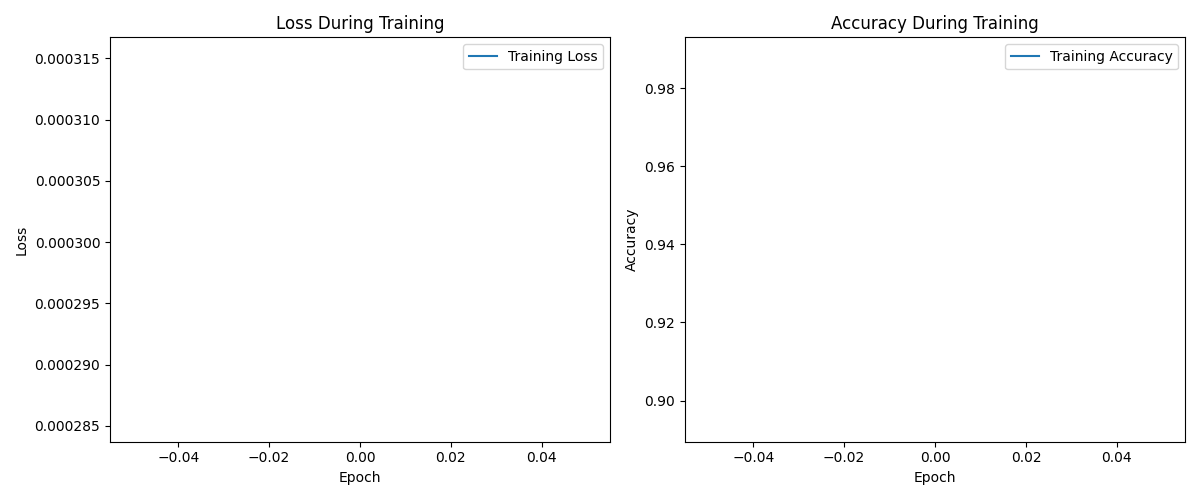 Loss During Training
Training Loss
0.000315
0.000310
0.000305
0.000300
0.000295
0.000290
0.000285
Loss
−0.04 −0.02 0.00 0.02 0.04
Epoch
Accuracy During Training
Training Accuracy
0.98
0.96
0.94
0.92
0.90
Accuracy
−0.04 −0.02 0.00 0.02 0.04
Epoch